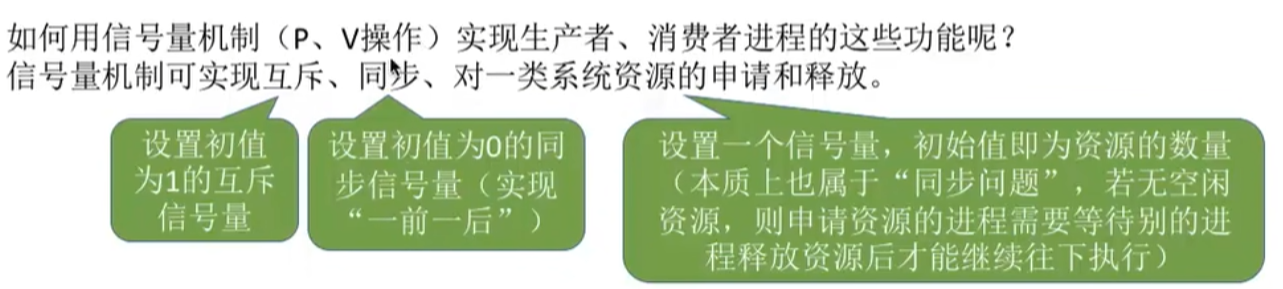 如何用信号量机制（P、V操作）实现生产者、消费者进程的这些功能呢？
信号量机制可实现互斥、同步、对一类系统资源的申请和释放。
设置初值
为1的互斥
信号量
设置初值为0的同
步信号量（实现
“一前一后”）
设置一个信号量，初始值即为资源的数量
（本质上也属于“同步问题”，若无空闲
资源，则申请资源的进程需要等待别的进
程释放资源后才能继续往下执行）